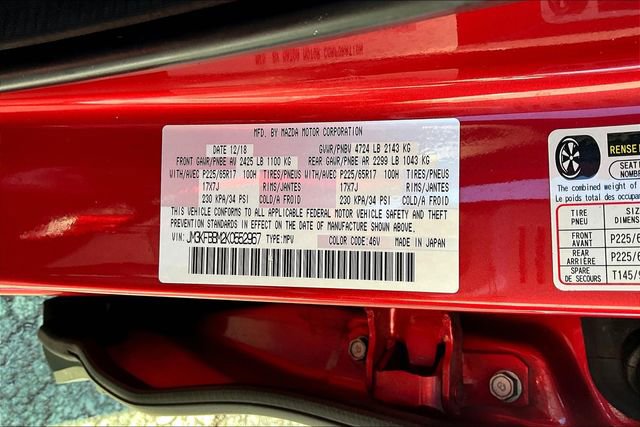 MFD. BY MAZDA MOTOR CORPORATION
DATE 12/18 GVWR/PNBV 4724 LB 2143 KG
FRONT GAWR/PNBE AV 2425 LB 1100 KG REAR GAWR/PNBE AR 2299 LB 1043 KG
WITH/AVEC P225/65R17 100H TIRES/PNEUS WITH/AVEC P225/65R17 100H TIRES/PNEUS
17X7J RIMS/JANTES 17X7J RIMS/JANTES
230 KPA/34 PSI COLD/A FROID 230 KPA/34 PSI COLD/A FROID
THIS VEHICLE CONFORMS TO ALL APPLICABLE FEDERAL MOTOR VEHICLE SAFETY AND THEFT
PREVENTION STANDARDS IN EFFECT ON THE DATE OF MANUFACTURE SHOWN ABOVE.
VIN: TYPE:MPV COLOR CODE:46V MADE IN JAPAN
RENSE
The combined weight of
Le poids total des occupa
TIRE
PNEU
FRONT
AVANT P225/6
REAR
ARRIÈRE P225/6
SPARE
DE SECOURS T145/9